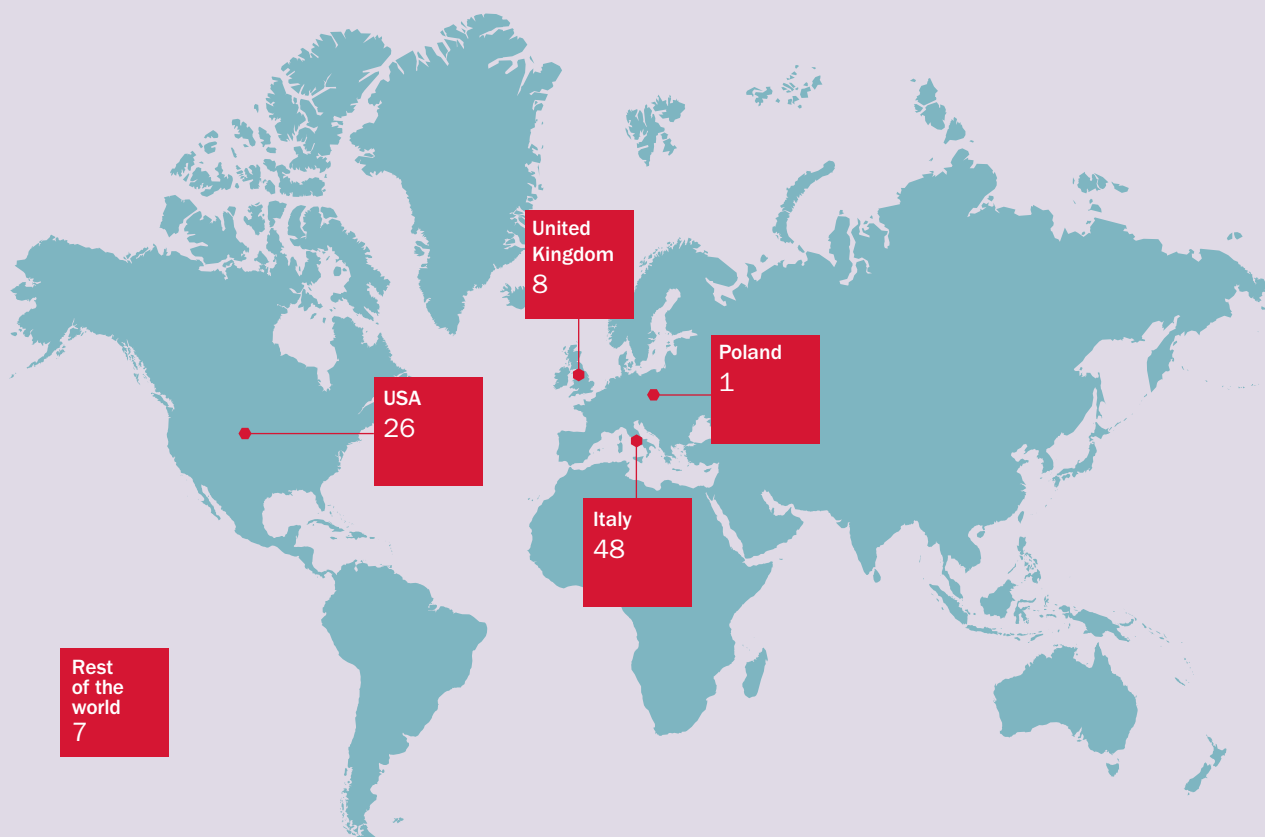 United
Kingdom
8
Poland
1
USA
26
Italy
48
Rest
of the
world
7